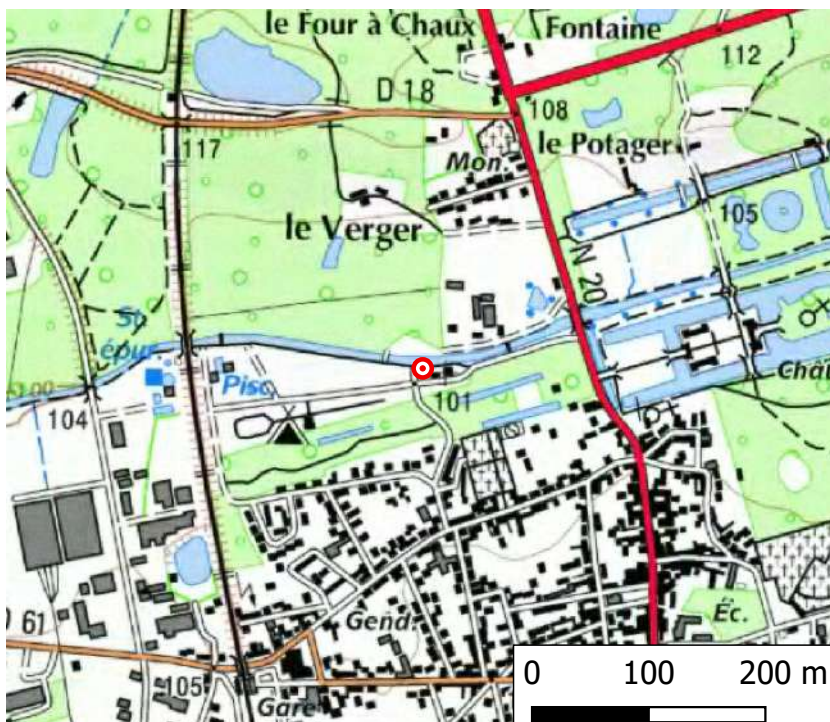 le Four à Chaux
Fontaine
112
D 18
108
le Potager
Mon.
117
le Verger
105
N 20
St
épur.
Pisc.
101
Châ
104
D 61
Gend.
Éc.
105
Gare
0 100 200 m